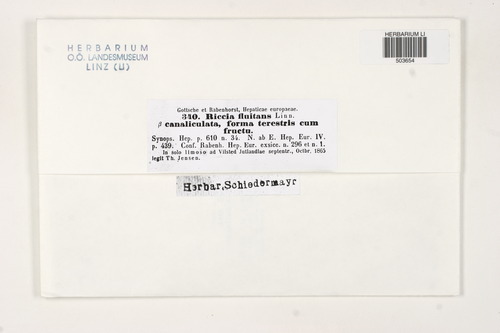 HERBARIUM
O.Ö. LANDESMUSEUM
LINZ (LI)
HERBARIUM LI
503654
Gottsche et Rabenhorst, Hepaticae europaeae.
340. Riccia fluitans Linn.
β canaliculata, forma terestris cum
fructu.
Synops. Hep. p. 610 n. 34. N. ab E. Hep. Eur. IV.
p. 439. Conf. Rabenh. Hep. Eur. exsicc. n. 296 et n. 1.
In solo limoso ad Vilsted Jutlandiae septentr., Octbr. 1865
legit Th. Jensen.
Herbar, Schiedermayr